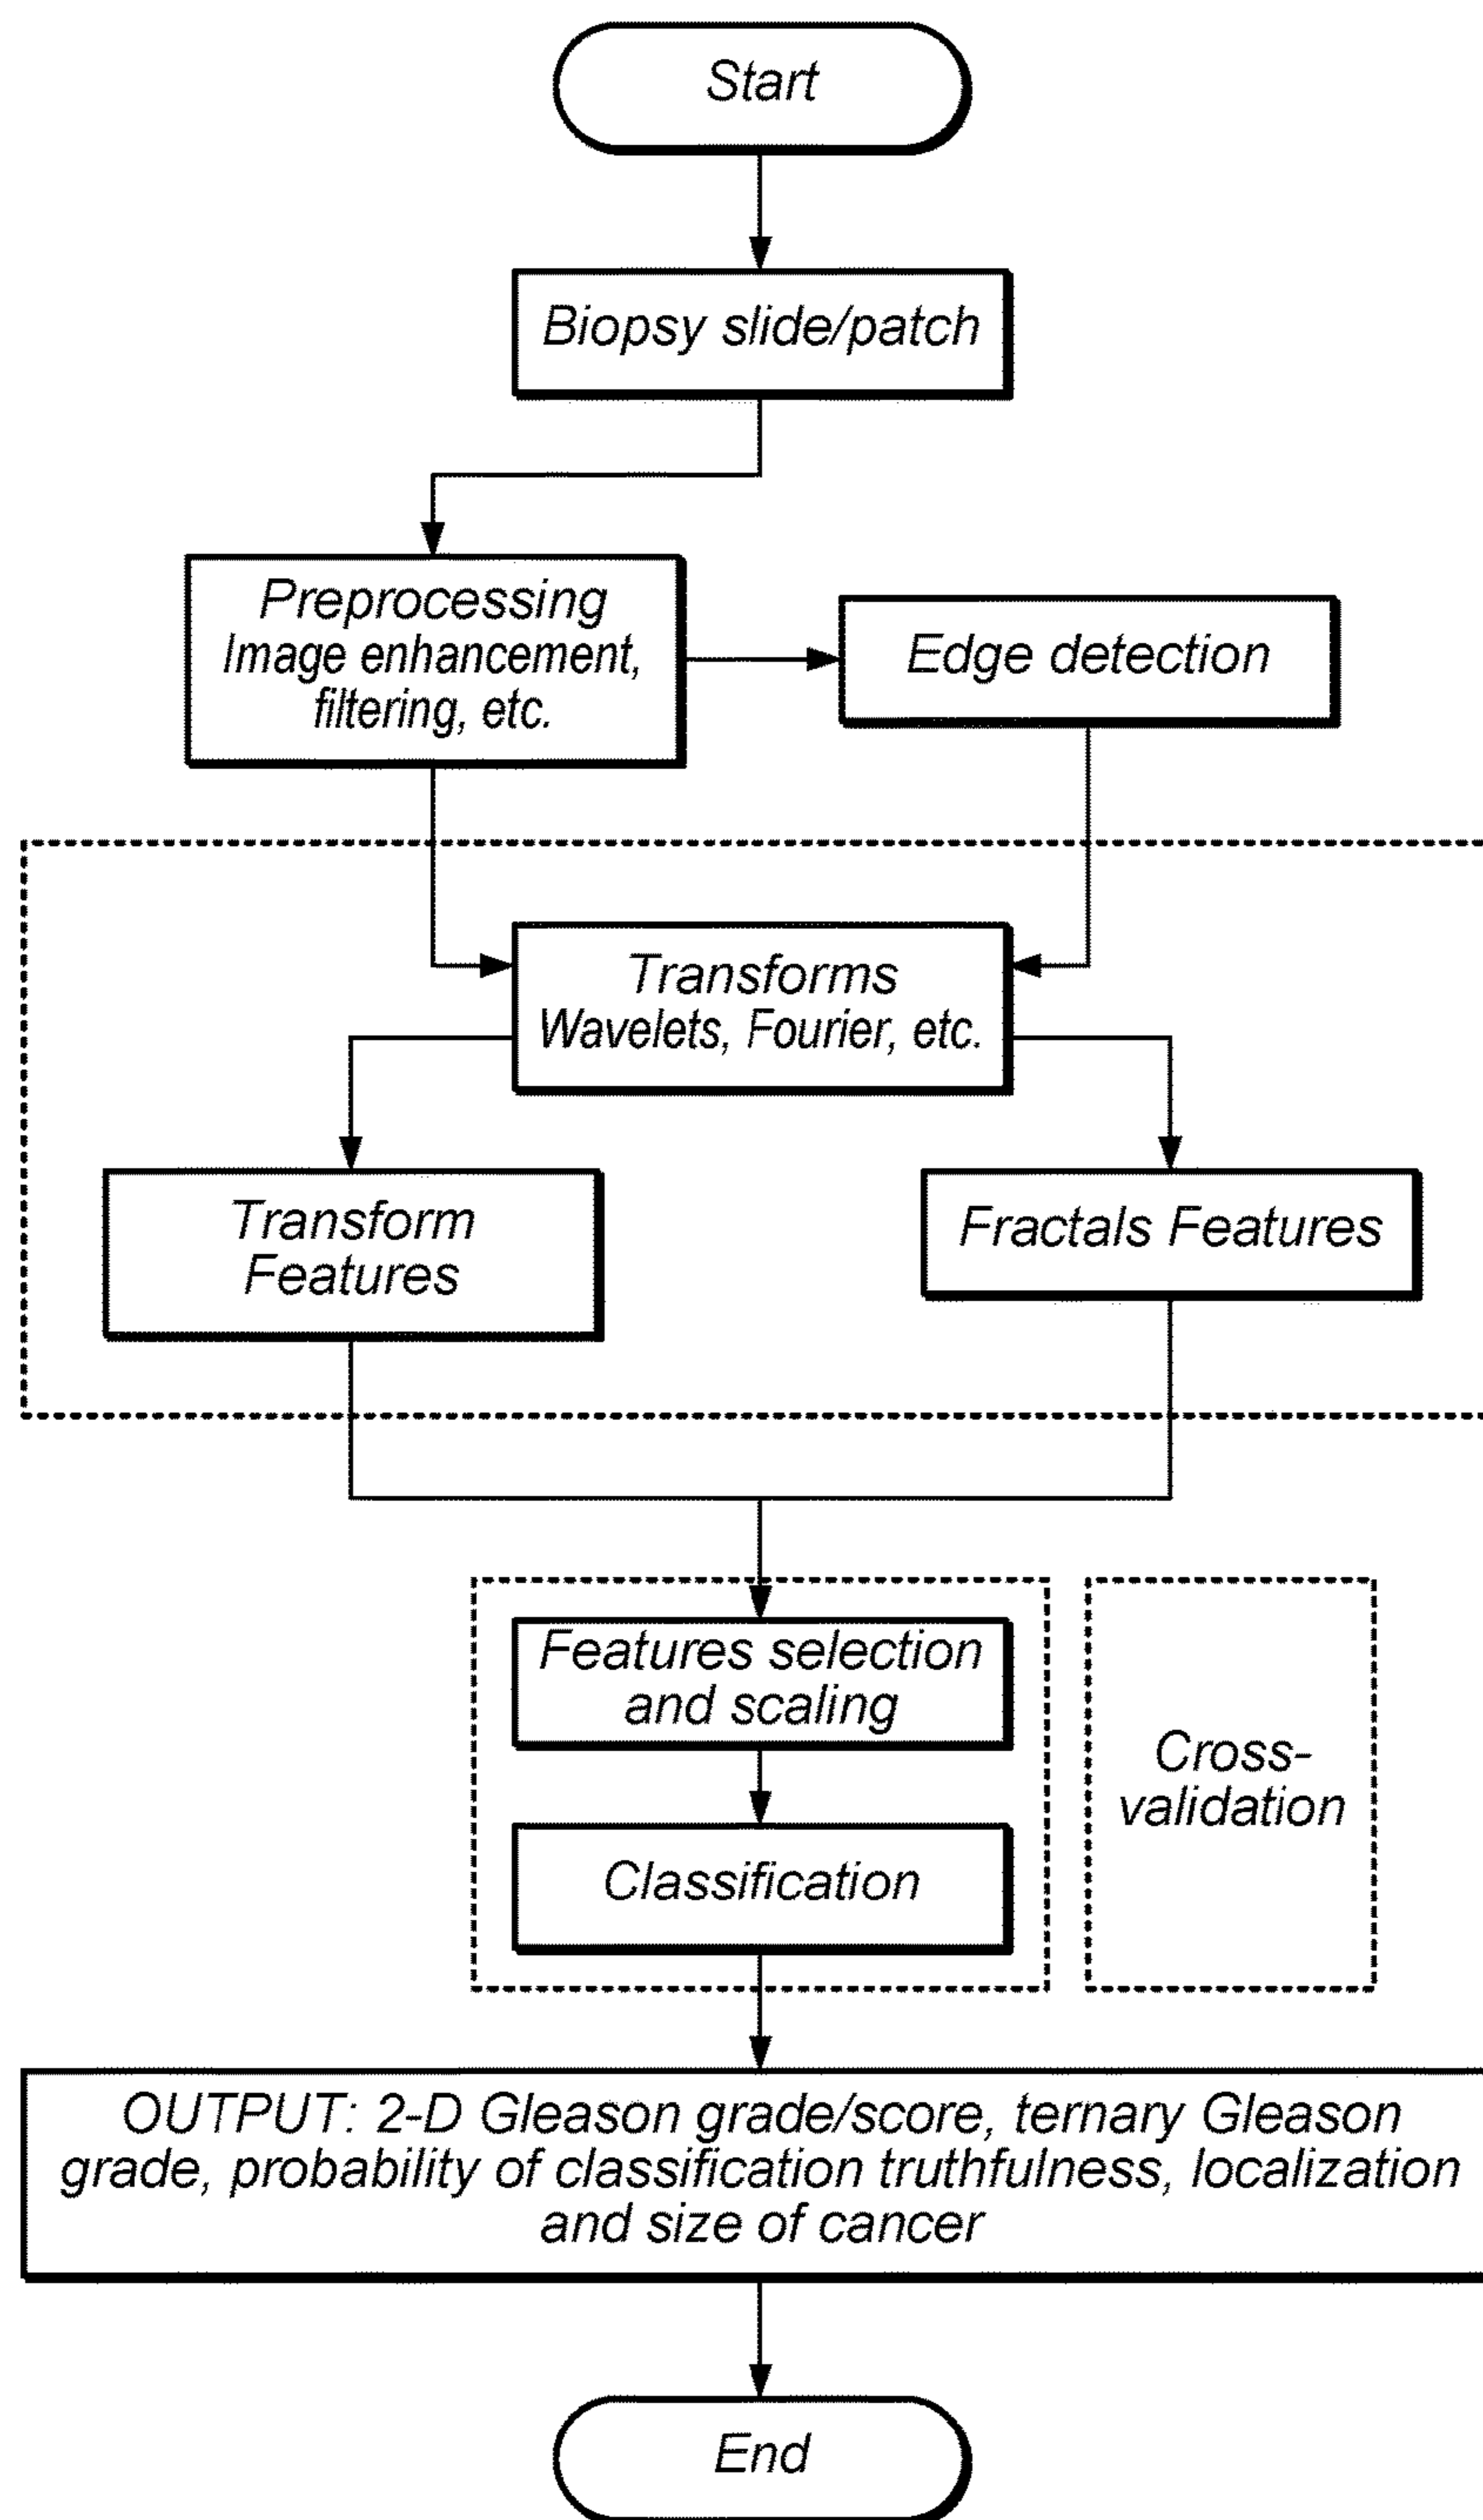 Start
Biopsy slide/patch
Preprocessing
Image enhancement,
filtering, etc.
Edge detection
Transforms
Wavelets, Fourier, etc.
Transform
Features
Fractals Features
Features selection
and scaling
Cross-
validation
Classification
OUTPUT: 2-D Gleason grade/score, ternary Gleason
grade, probability of classification truthfulness, localization
and size of cancer
End